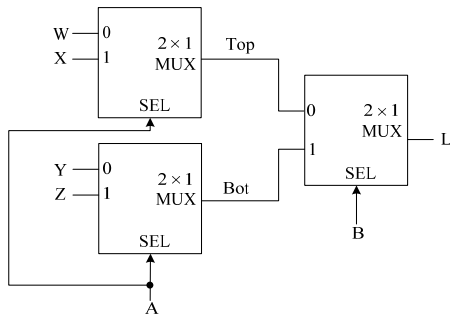 W 0
X 1
2 × 1
MUX
SEL
Top
Y 0
Z 1
2 × 1
MUX
SEL
Bot
0
1
2 × 1
MUX
SEL
L
B
A